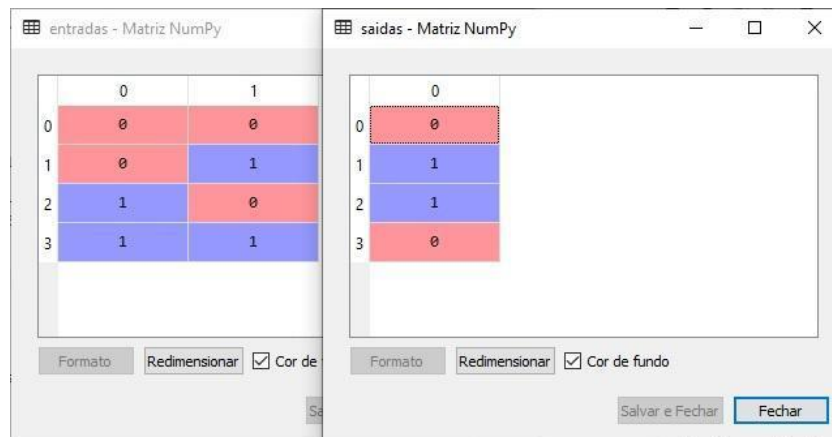 entradas - Matriz NumPy
0 1
0 0 0
1 0 1
2 1 0
3 1 1
Formato Redimensionar Cor de
saidas - Matriz NumPy
0
0 0
1 1
2 1
3 0
Formato Redimensionar Cor de fundo
Salvar e Fechar Fechar